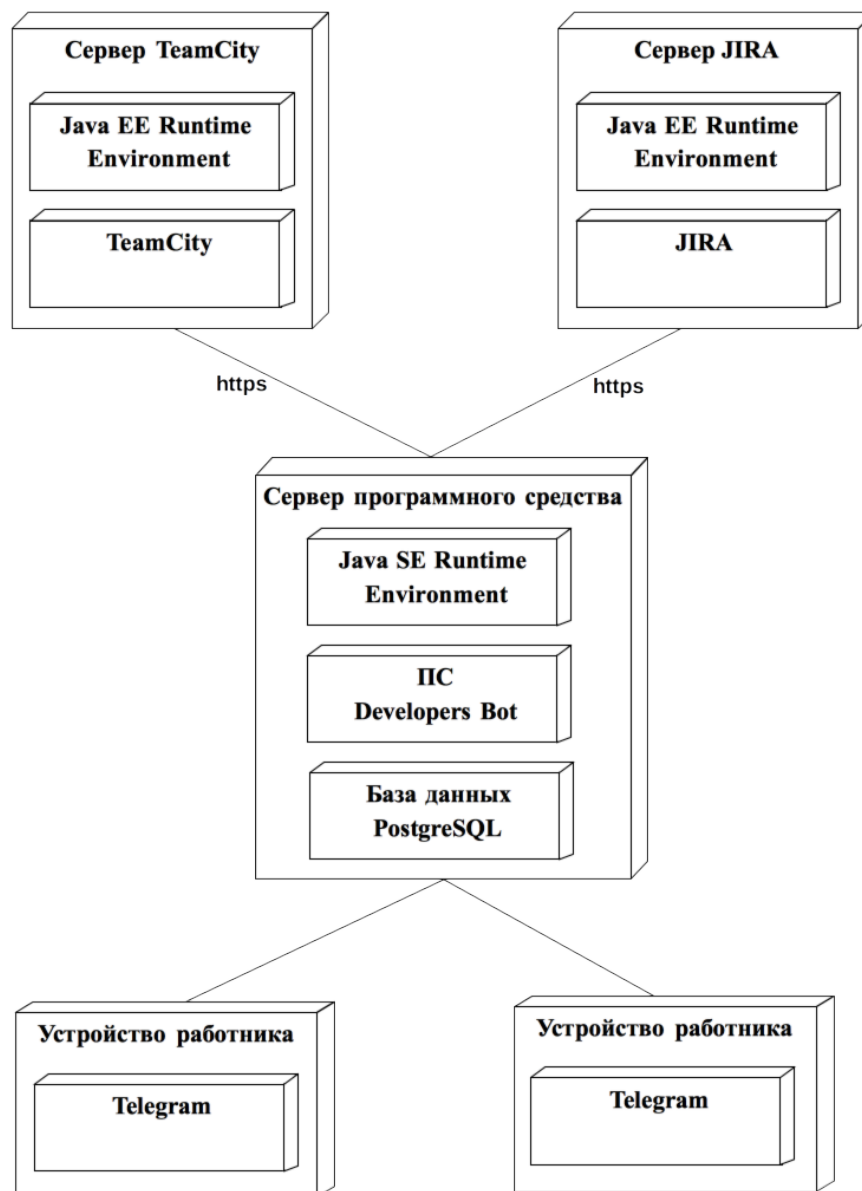 Сервер TeamCity
Java EE Runtime
Environment
TeamCity
Сервер JIRA
Java EE Runtime
Environment
JIRA
https
https
Сервер программного средства
Java SE Runtime
Environment
ПС
Developers Bot
База данных
PostgreSQL
Устройство работника
Telegram
Устройство работника
Telegram